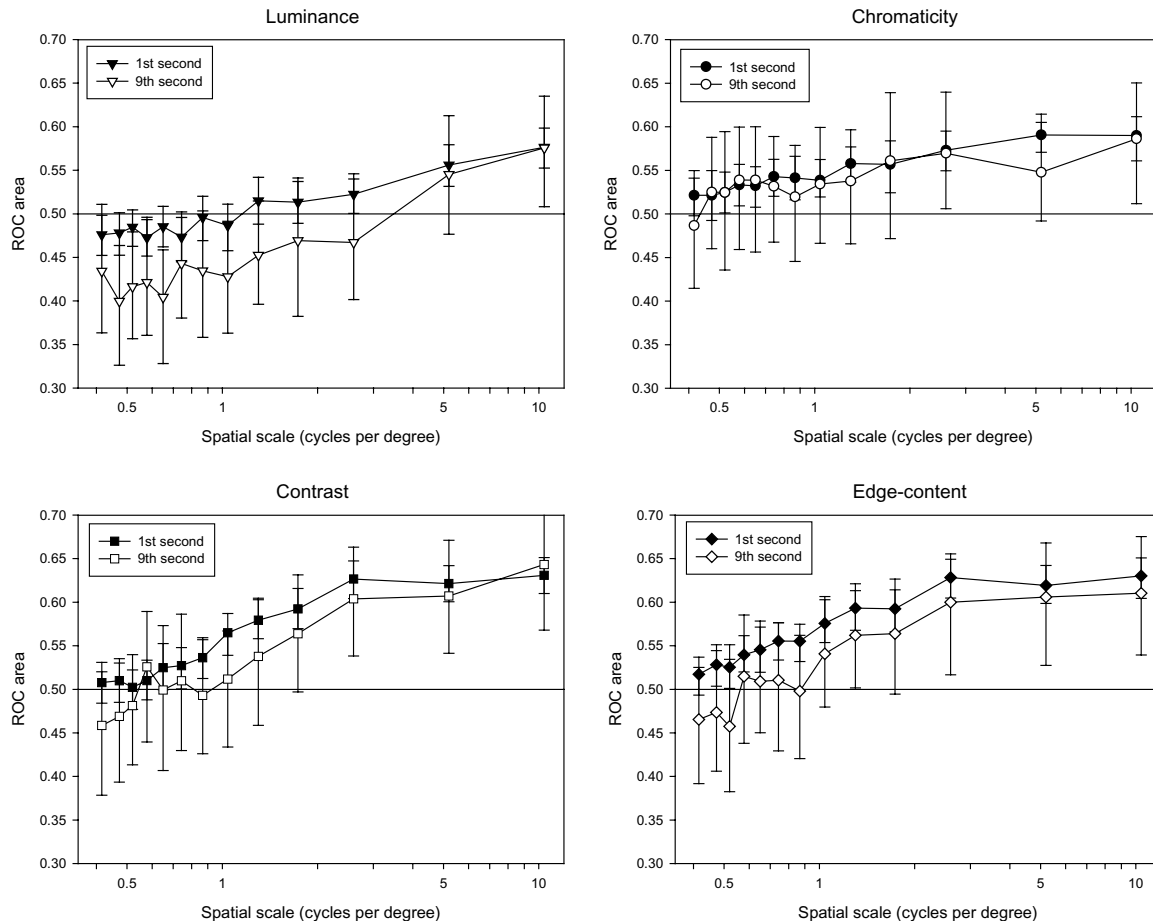 Luminance
0.70
0.60
0.55
0.50
0.45
0.40
0.35
0.30
ROC area
1st second
9th second
0.5 1 5 10
Spatial scale (cycles per degree)
Chromaticity
0.70
0.65
0.60
0.55
0.50
0.45
0.40
0.35
0.30
ROC area
1st second
9th second
0.5 1 5 10
Spatial scale (cycles per degree)
Contrast
0.70
0.65
0.60
0.55
0.50
0.45
0.40
0.35
0.30
ROC area
1st second
9th second
0.5 1 5 10
Spatial scale (cycles per degree)
Edge-content
0.70
0.65
0.60
0.55
0.50
0.45
0.40
0.35
0.30
ROC area
1st second
9th second
0.5 1 5 10
Spatial scale (cycles per degree)